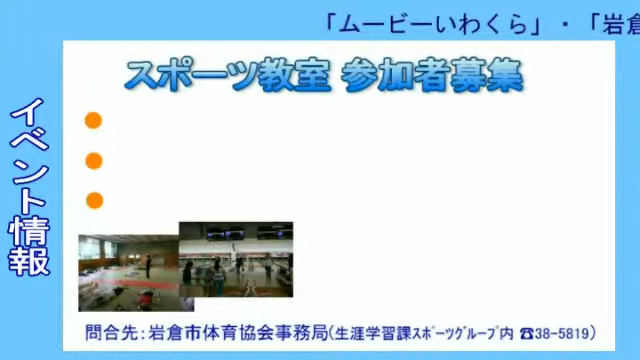 「ムービーいわくら」・「岩倉
スポーツ教室 参加者募集
イベント情報
問合先:岩倉市体育協会事務局(生涯学習課ｽﾎﾟｰﾂｸﾞﾙｰﾌﾟ内 ☎38-5819)